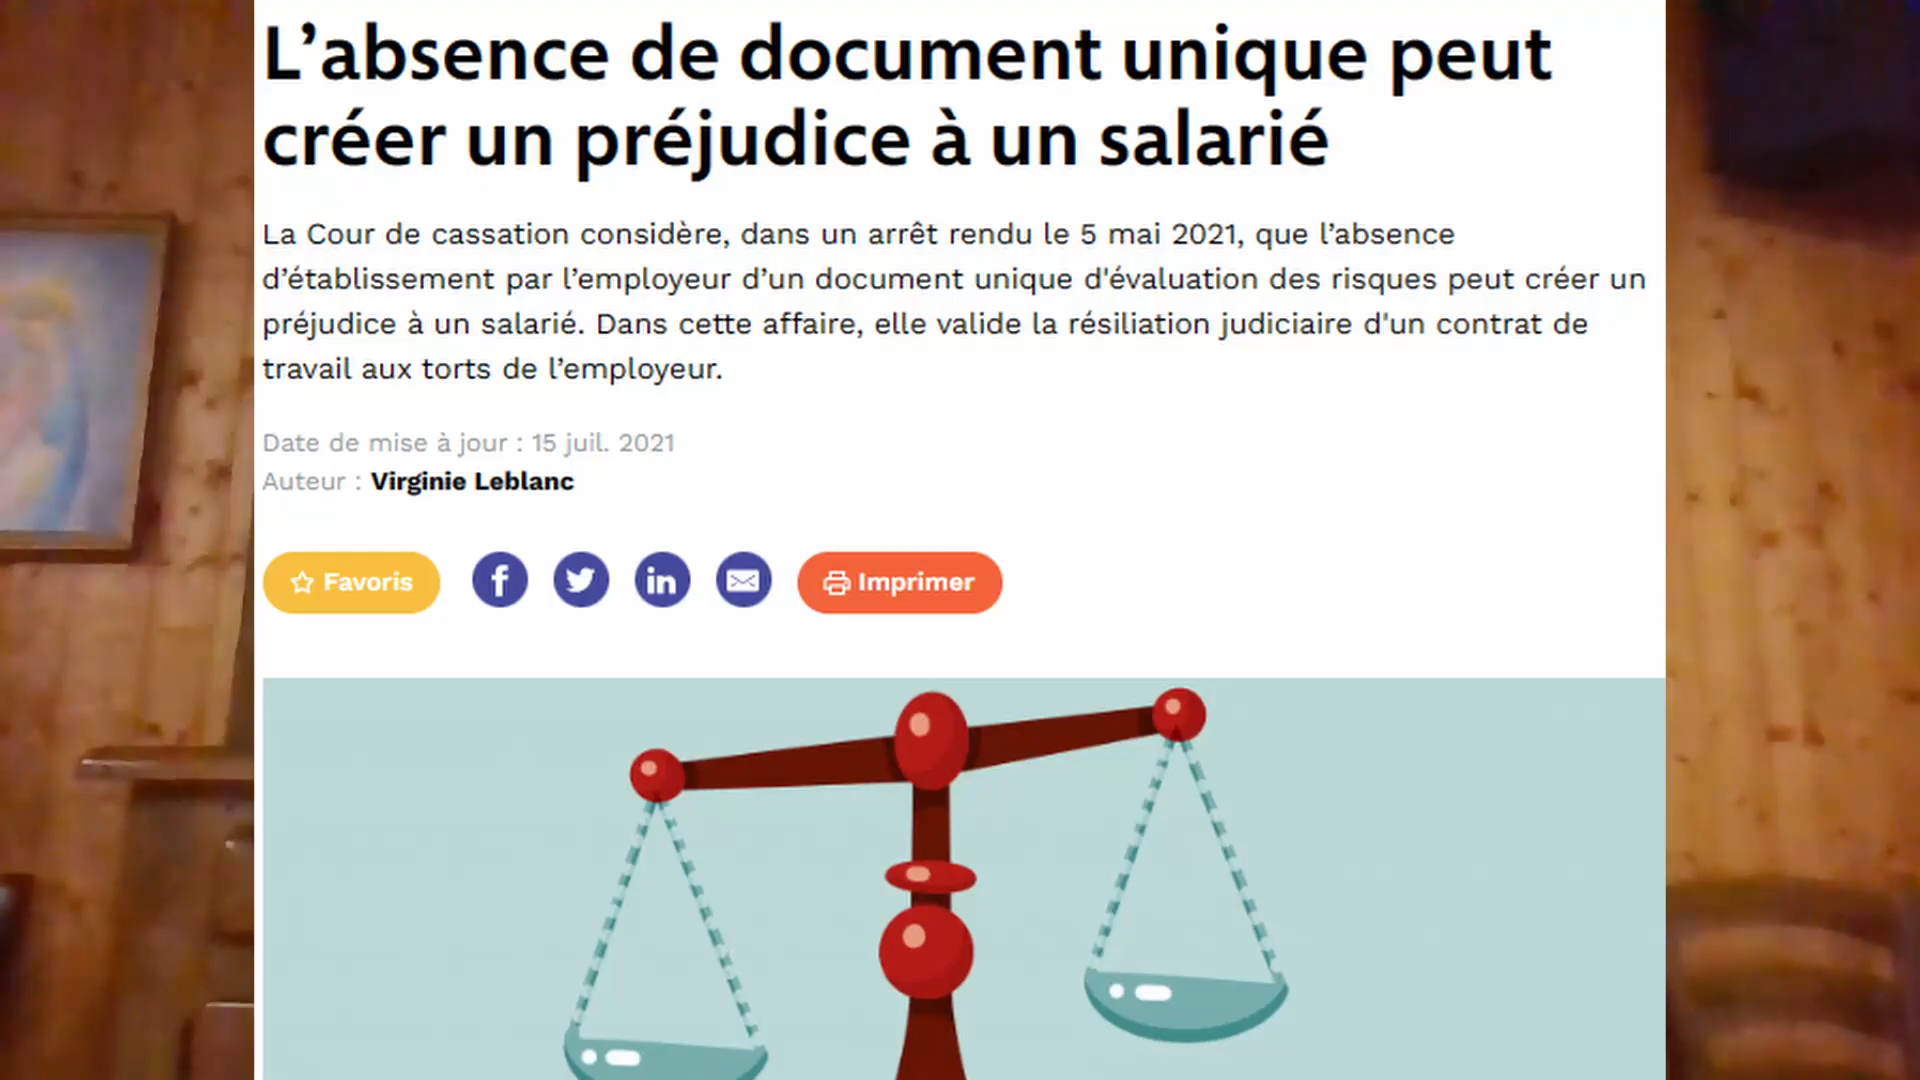 L’absence de document unique peut
créer un préjudice à un salarié
La Cour de cassation considère, dans un arrêt rendu le 5 mai 2021, que l’absence
d’établissement par l’employeur d’un document unique d'évaluation des risques peut créer un
préjudice à un salarié. Dans cette affaire, elle valide la résiliation judiciaire d'un contrat de
travail aux torts de l’employeur.
Date de mise à jour : 15 juil. 2021
Auteur : Virginie Leblanc
Favoris
Imprimer